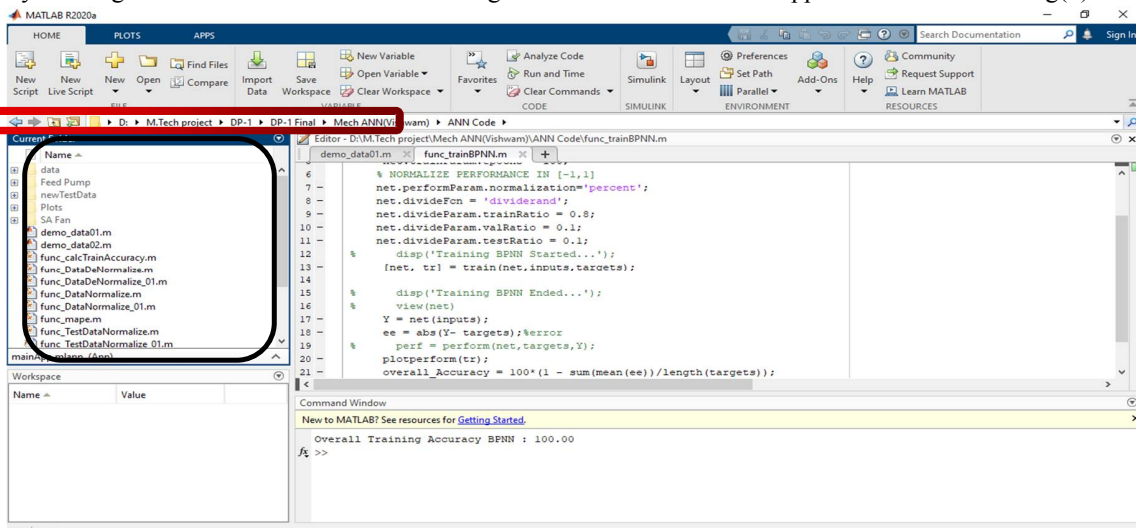 MATLAB R2020a
HOME PLOTS APPS
Search Documentation
Sign In
New Script
New Live Script
New
Open
Find Files
Compare
Import Data
Save Workspace
New Variable
Open Variable
Clear Workspace
Favorites
Analyze Code
Run and Time
Clear Commands
Simulink
Layout
Preferences
Set Path
Parallel
Add-Ons
Help
Community
Request Support
Learn MATLAB
FILE
VARIABLE
CODE
SIMULINK
ENVIRONMENT
RESOURCES
D: ▸ M.Tech project ▸ DP-1 ▸ DP-1 Final ▸ Mech ANN(Vishwam) ▸ ANN Code ▸
Name
data
Feed Pump
newTestData
Plots
SA Fan
demo_data01.m
demo_data02.m
func_calcTrainAccuracy.m
func_DataDeNormalize.m
func_DataDeNormalize_01.m
func_DataNormalize.m
func_DataNormalize_01.m
func_mape.m
func_TestDataNormalize.m
func_TestDataNormalize_01.m
mainApp.mlapp (App)
Workspace
Name Value
Editor - D:\M.Tech project\Mech ANN(Vishwam)\ANN Code\func_trainBPNN.m
demo_data01.m func_trainBPNN.m
6 % NORMALIZE PERFORMANCE IN [-1,1]
7 – net.performParam.normalization='percent';
8 – net.divideFcn = 'dividerand';
9 – net.divideParam.trainRatio = 0.8;
10 – net.divideParam.valRatio = 0.1;
11 – net.divideParam.testRatio = 0.1;
12 % disp('Training BPNN Started...');
13 – [net, tr] = train(net,inputs,targets);
14
15 % disp('Training BPNN Ended...');
16 % view(net)
17 – Y = net(inputs);
18 – ee = abs(Y- targets);%error
19 % perf = perform(net,targets,Y);
20 – plotperform(tr);
21 – overall_Accuracy = 100*(1 - sum(mean(ee))/length(targets));
Command Window
New to MATLAB? See resources for Getting Started.
Overall Training Accuracy BPNN : 100.00
fx >>